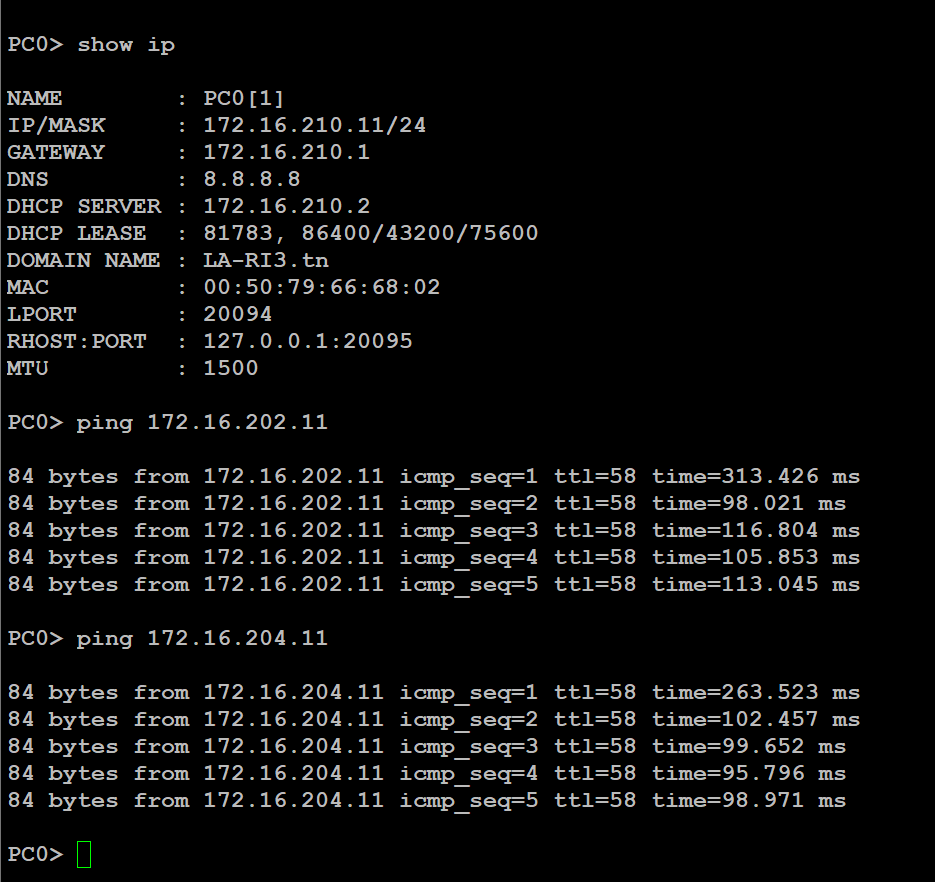 PC0> show ip
NAME        : PC0[1]
IP/MASK     : 172.16.210.11/24
GATEWAY     : 172.16.210.1
DNS         : 8.8.8.8
DHCP SERVER : 172.16.210.2
DHCP LEASE  : 81783, 86400/43200/75600
DOMAIN NAME : LA-RI3.tn
MAC         : 00:50:79:66:68:02
LPORT       : 20094
RHOST:PORT  : 127.0.0.1:20095
MTU         : 1500
PC0> ping 172.16.202.11
84 bytes from 172.16.202.11 icmp_seq=1 ttl=58 time=313.426 ms
84 bytes from 172.16.202.11 icmp_seq=2 ttl=58 time=98.021 ms
84 bytes from 172.16.202.11 icmp_seq=3 ttl=58 time=116.804 ms
84 bytes from 172.16.202.11 icmp_seq=4 ttl=58 time=105.853 ms
84 bytes from 172.16.202.11 icmp_seq=5 ttl=58 time=113.045 ms
PC0> ping 172.16.204.11
84 bytes from 172.16.204.11 icmp_seq=1 ttl=58 time=263.523 ms
84 bytes from 172.16.204.11 icmp_seq=2 ttl=58 time=102.457 ms
84 bytes from 172.16.204.11 icmp_seq=3 ttl=58 time=99.652 ms
84 bytes from 172.16.204.11 icmp_seq=4 ttl=58 time=95.796 ms
84 bytes from 172.16.204.11 icmp_seq=5 ttl=58 time=98.971 ms
PC0>